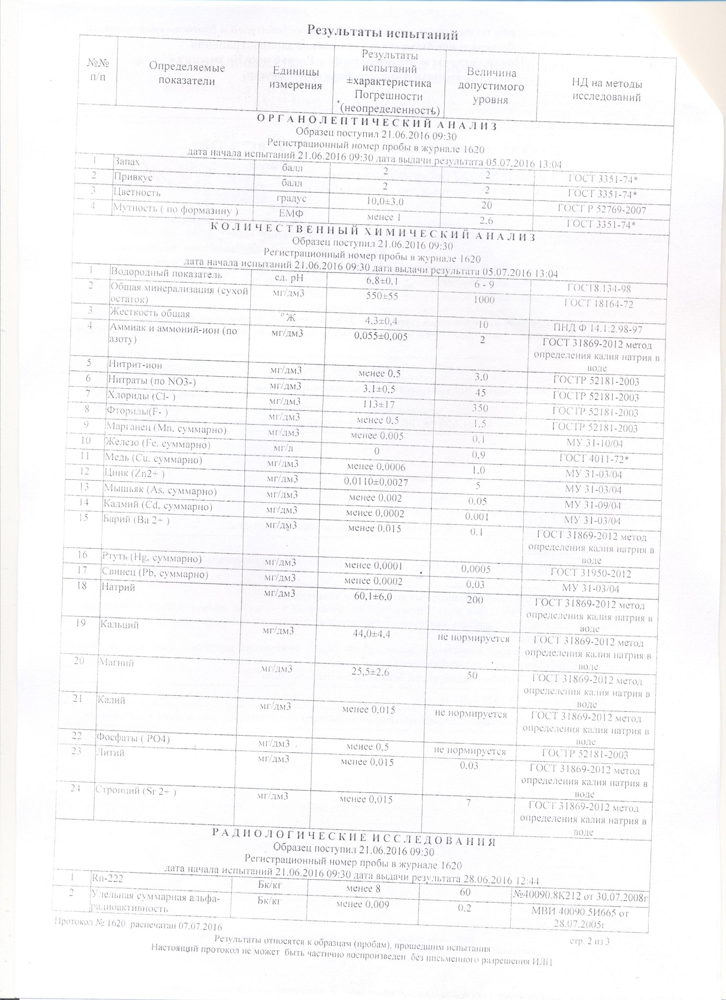 Результаты испытаний
№№ п/п | Определяемые показатели | Единицы измерения | Результаты испытаний ±характеристика Погрешности *(неопределенность) | Величина допустимого уровня | НД на методы исследований
О Р Г А Н О Л Е П Т И Ч Е С К И Й А Н А Л И З
Образец поступил 21.06.2016 09:30
Регистрационный номер пробы в журнале 1620
дата начала испытаний 21.06.2016 09:30 дата выдачи результата 05.07.2016 13:04
1 | Запах | балл | 2 | 2 | ГОСТ 3351-74*
2 | Привкус | балл | 2 | 2 | ГОСТ 3351-74*
3 | Цветность | градус | 10,0±3,0 | 20 | ГОСТ Р 52769-2007
4 | Мутность ( по формазину ) | ЕМФ | менее 1 | 2,6 | ГОСТ 3351-74*
К О Л И Ч Е С Т В Е Н Н Ы Й Х И М И Ч Е С К И Й А Н А Л И З
Образец поступил 21.06.2016 09:30
Регистрационный номер пробы в журнале 1620
дата начала испытаний 21.06.2016 09:30 дата выдачи результата 05.07.2016 13:04
1 | Водородный показатель | ед. pH | 6,8±0,1 | 6 - 9 | ГОСТ8.134-98
2 | Общая минерализация (сухой остаток) | мг/дм3 | 550±55 | 1000 | ГОСТ 18164-72
3 | Жесткость общая | °Ж | 4,3±0,4 | 10 | ПНД Ф 14.1:2.98-97
4 | Аммиак и аммоний-ион (по азоту) | мг/дм3 | 0,055±0,005 | 2 | ГОСТ 31869-2012 метод определения калия натрия в воде
5 | Нитрит-ион | мг/дм3 | менее 0,5 | 3,0 | ГОСТР 52181-2003
6 | Нитраты (по NO3-) | мг/дм3 | 3,1±0,5 | 45 | ГОСТР 52181-2003
7 | Хлориды (Cl- ) | мг/дм3 | 113±17 | 350 | ГОСТР 52181-2003
8 | Фториды(F- ) | мг/дм3 | менее 0,5 | 1,5 | ГОСТР 52181-2003
9 | Марганец (Mn, суммарно) | мг/дм3 | менее 0,005 | 0,1 | МУ 31-10/04
10 | Железо (Fe, суммарно) | мг/л | 0 | 0,9 | ГОСТ 4011-72*
11 | Медь (Cu, суммарно) | мг/дм3 | менее 0,0006 | 1,0 | МУ 31-03/04
12 | Цинк (Zn2+ ) | мг/дм3 | 0,0110±0,0027 | 5 | МУ 31-03/04
13 | Мышьяк (As, суммарно) | мг/дм3 | менее 0,002 | 0,05 | МУ 31-09/04
14 | Кадмий (Cd, суммарно) | мг/дм3 | менее 0,0002 | 0,001 | МУ 31-03/04
15 | Барий (Ba 2+ ) | мг/дм3 | менее 0,015 | 0,1 | ГОСТ 31869-2012 метод определения калия натрия в воде
16 | Ртуть (Hg, суммарно) | мг/дм3 | менее 0,0001 | 0,0005 | ГОСТ 31950-2012
17 | Свинец (Pb, суммарно) | мг/дм3 | менее 0,0002 | 0,03 | МУ 31-03/04
18 | Натрий | мг/дм3 | 60,1±6,0 | 200 | ГОСТ 31869-2012 метод определения калия натрия в воде
19 | Кальций | мг/дм3 | 44,0±4,4 | не нормируется | ГОСТ 31869-2012 метод определения калия натрия в воде
20 | Магний | мг/дм3 | 25,5±2,6 | 50 | ГОСТ 31869-2012 метод определения калия натрия в воде
21 | Калий | мг/дм3 | менее 0,015 | не нормируется | ГОСТ 31869-2012 метод определения калия натрия в воде
22 | Фосфаты ( PO4) | мг/дм3 | менее 0,5 | не нормируется | ГОСТР 52181-2003
23 | Литий | мг/дм3 | менее 0,015 | 0,03 | ГОСТ 31869-2012 метод определения калия натрия в воде
24 | Стронций (Sr 2+ ) | мг/дм3 | менее 0,015 | 7 | ГОСТ 31869-2012 метод определения калия натрия в воде
Р А Д И О Л О Г И Ч Е С К И Е И С С Л Е Д О В А Н И Я
Образец поступил 21.06.2016 09:30
Регистрационный номер пробы в журнале 1620
дата начала испытаний 21.06.2016 09:30 дата выдачи результата 28.06.2016 12:44
1 | Rn-222 | Бк/кг | менее 8 | 60 | №40090.8К212 от 30.07.2008г
2 | Удельная суммарная альфа-радиоактивность | Бк/кг | менее 0,009 | 0,2 | МВИ 40090.5И665 от 28.07.2005г
Протокол № 1620 распечатан 07.07.2016
стр. 2 из 3
Результаты относятся к образцам (пробам), прошедшим испытания
Настоящий протокол не может быть частично воспроизведен без письменного разрешения ИЛЦ